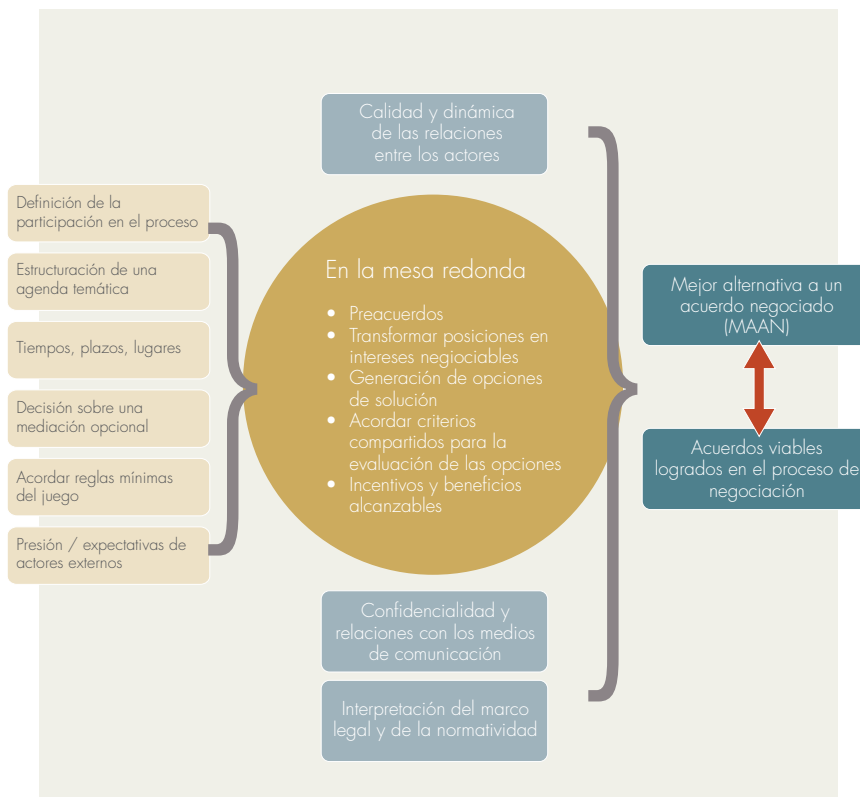 Calidad y dinámica
de las relaciones
entre los actores
Definición de la
participación en el proceso
Estructuración de una
agenda temática
Tiempos, plazos, lugares
Decisión sobre una
mediación opcional
Acordar reglas mínimas
del juego
Presión / expectativas de
actores externos
En la mesa redonda
• Preacuerdos
• Transformar posiciones en
intereses negiociables
• Generación de opciones
de solución
• Acordar criterios
compartidos para la
evaluación de las opciones
• Incentivos y beneficios
alcanzables
Mejor alternativa a un
acuerdo negociado
(MAAN)
Acuerdos viables
logrados en el proceso de
negociación
Confidencialidad y
relaciones con los medios
de comunicación
Interpretación del marco
legal y de la normatividad